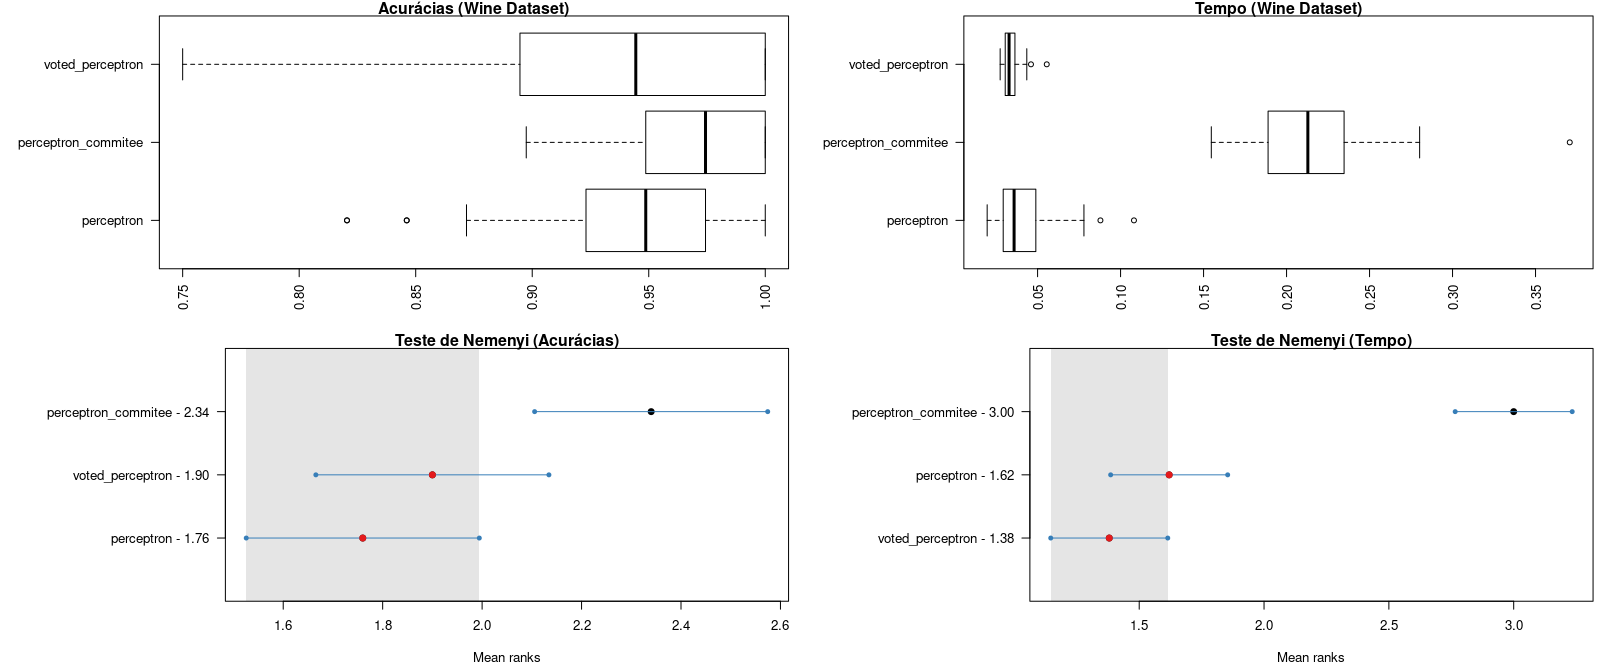 Acurácias (Wine Dataset)
voted_perceptron
perceptron_commitee
perceptron
0.75 0.80 0.85 0.90 0.95 1.00
Tempo (Wine Dataset)
voted_perceptron
perceptron_commitee
perceptron
0.05 0.10 0.15 0.20 0.25 0.30 0.35
Teste de Nemenyi (Acurácias)
perceptron_commitee - 2.34
voted_perceptron - 1.90
perceptron - 1.76
1.6 1.8 2.0 2.2 2.4 2.6
Mean ranks
Teste de Nemenyi (Tempo)
perceptron_commitee - 3.00
perceptron - 1.62
voted_perceptron - 1.38
1.5 2.0 2.5 3.0
Mean ranks